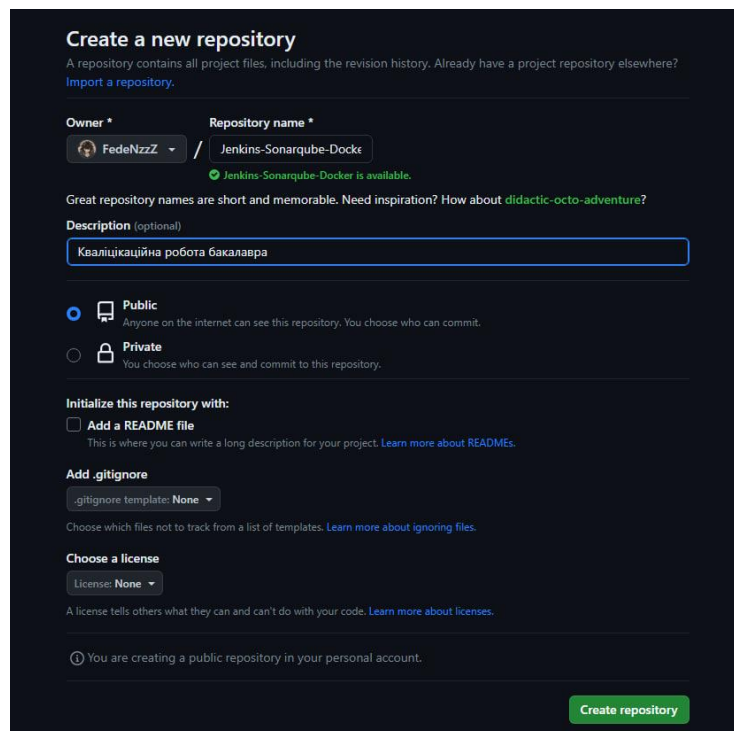 Create a new repository
A repository contains all project files, including the revision history. Already have a project repository elsewhere?
Import a repository.
Owner *
Repository name *
FedeNzzZ
/
Jenkins-Sonarqube-Docke
Jenkins-Sonarqube-Docker is available.
Great repository names are short and memorable. Need inspiration? How about didactic-octo-adventure?
Description (optional)
Кваліцікаційна робота бакалавра
Public
Anyone on the internet can see this repository. You choose who can commit.
Private
You choose who can see and commit to this repository.
Initialize this repository with:
Add a README file
This is where you can write a long description for your project. Learn more about READMEs.
Add .gitignore
.gitignore template: None
Choose which files not to track from a list of templates. Learn more about ignoring files.
Choose a license
License: None
A license tells others what they can and can't do with your code. Learn more about licenses.
You are creating a public repository in your personal account.
Create repository